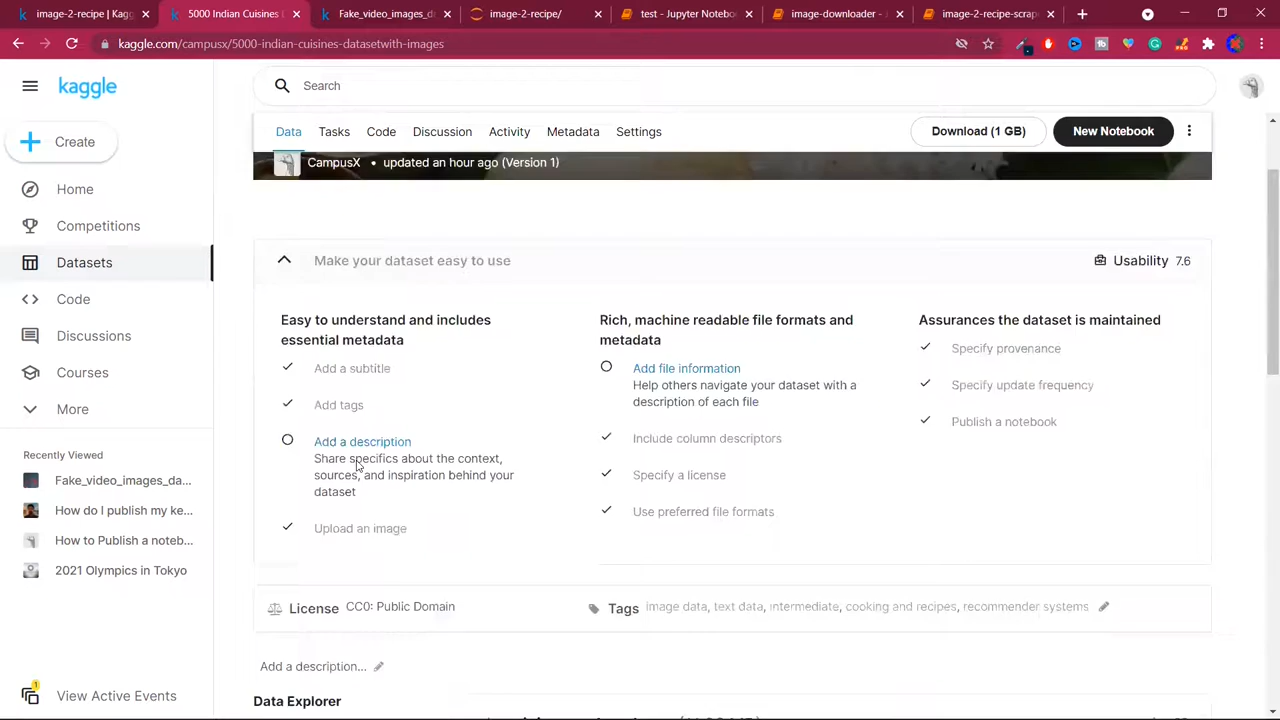 image-2-recipe | Kagg
5000 Indian Cuisines D
Fake_video_images_da
image-2-recipe/
test - Jupyter Notebook
image-downloader - J
image-2-recipe-scrap
kaggle.com/campusx/5000-indian-cuisines-datasetwith-images
kaggle
Search
Create
Data Tasks Code Discussion Activity Metadata Settings
Download (1 GB)
New Notebook
CampusX • updated an hour ago (Version 1)
Home
Competitions
Datasets
Code
Discussions
Courses
More
Recently Viewed
Fake_video_images_da...
How do I publish my ke...
How to Publish a noteb...
2021 Olympics in Tokyo
1
View Active Events
Make your dataset easy to use
Usability 7.6
Easy to understand and includes
essential metadata
Add a subtitle
Add tags
Add a description
Share specifics about the context,
sources, and inspiration behind your
dataset
Upload an image
Rich, machine readable file formats and
metadata
Add file information
Help others navigate your dataset with a
description of each file
Include column descriptors
Specify a license
Use preferred file formats
Assurances the dataset is maintained
Specify provenance
Specify update frequency
Publish a notebook
License CC0: Public Domain
Tags image data, text data, intermediate, cooking and recipes, recommender systems
Add a description...
Data Explorer